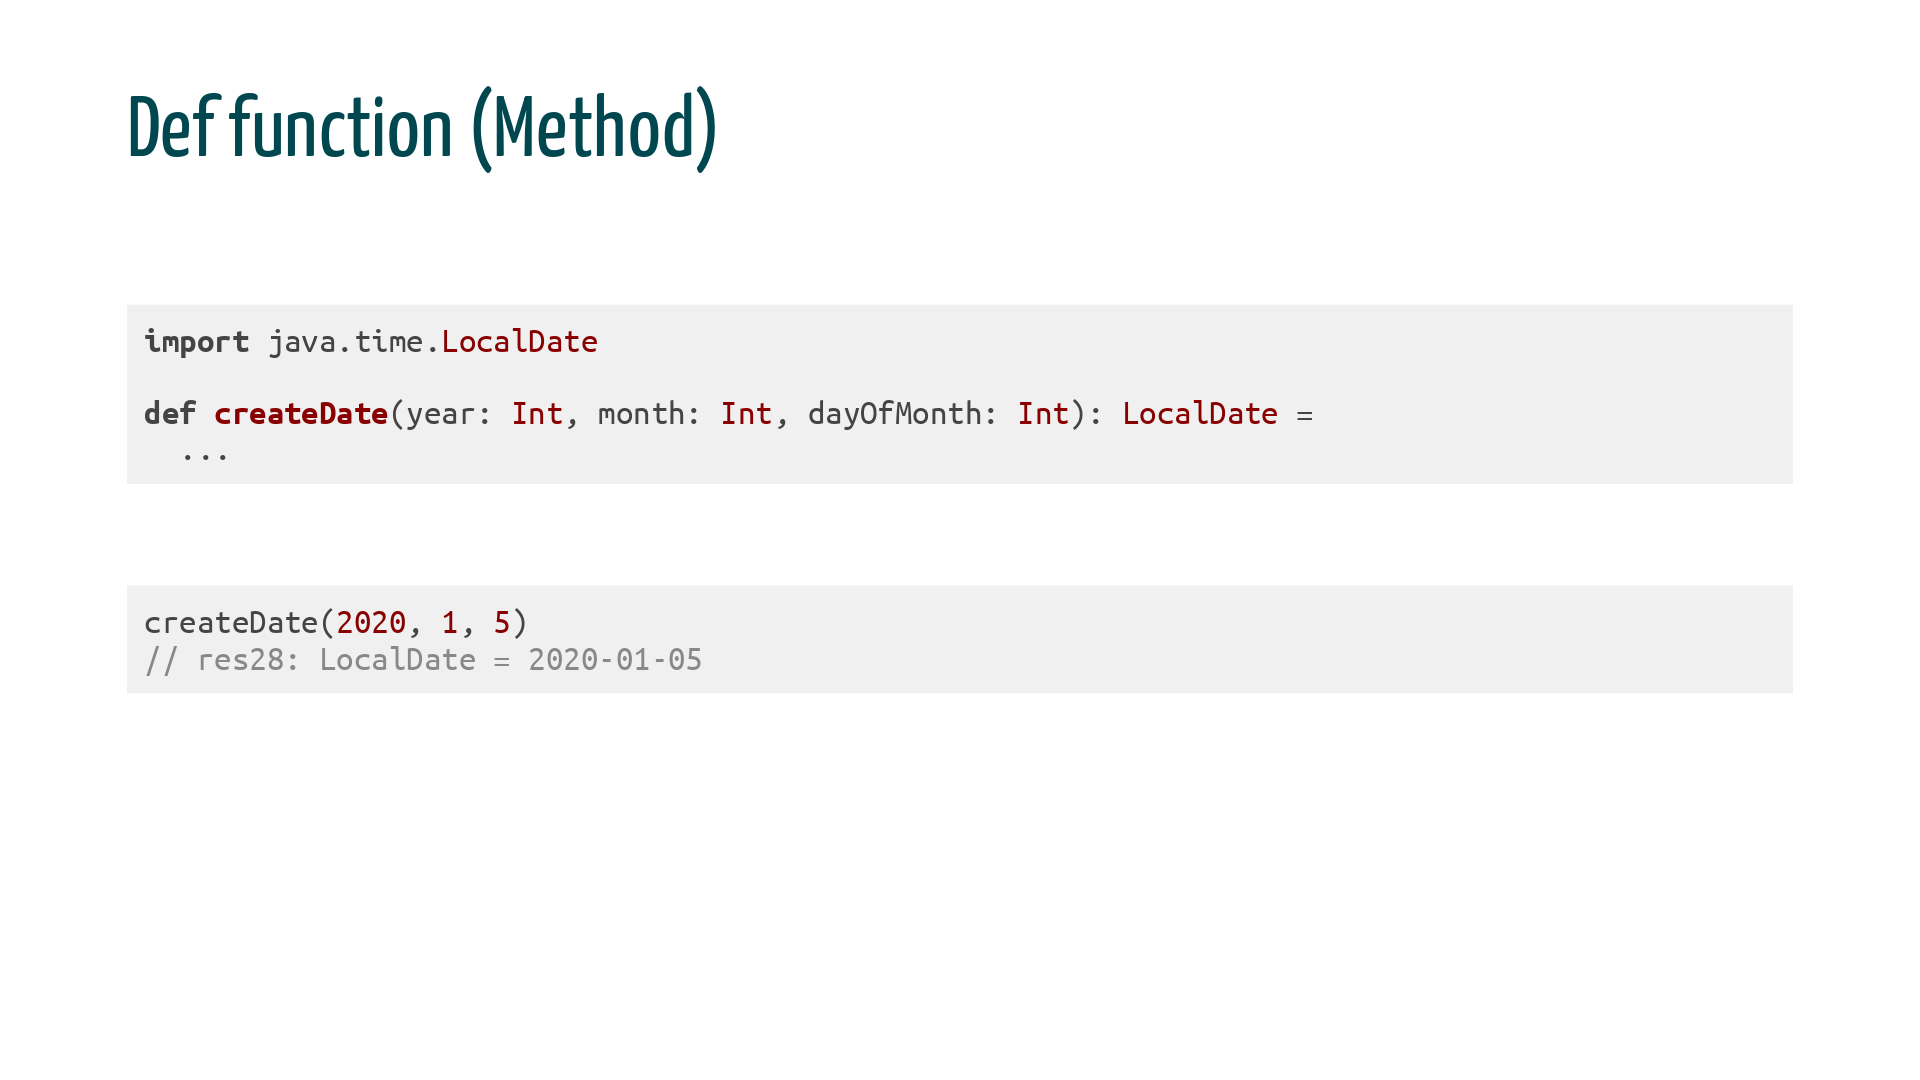 Def function (Method)
import java.time.LocalDate
def createDate(year: Int, month: Int, dayOfMonth: Int): LocalDate =
  ...
createDate(2020, 1, 5)
// res28: LocalDate = 2020-01-05